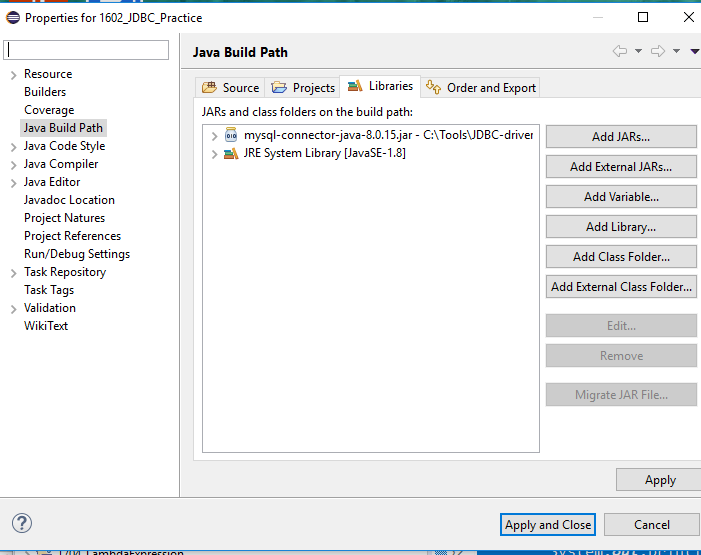 Properties for 1602_JDBC_Practice
Resource
Builders
Coverage
Java Build Path
Java Code Style
Java Compiler
Java Editor
Javadoc Location
Project Natures
Project References
Run/Debug Settings
Task Repository
Task Tags
Validation
WikiText
Java Build Path
Source
Projects
Libraries
Order and Export
JARs and class folders on the build path:
mysql-connector-java-8.0.15.jar - C:\Tools\JDBC-driver
JRE System Library [JavaSE-1.8]
Add JARs...
Add External JARs...
Add Variable...
Add Library...
Add Class Folder...
Add External Class Folder...
Edit...
Remove
Migrate JAR File...
Apply
?
Apply and Close
Cancel